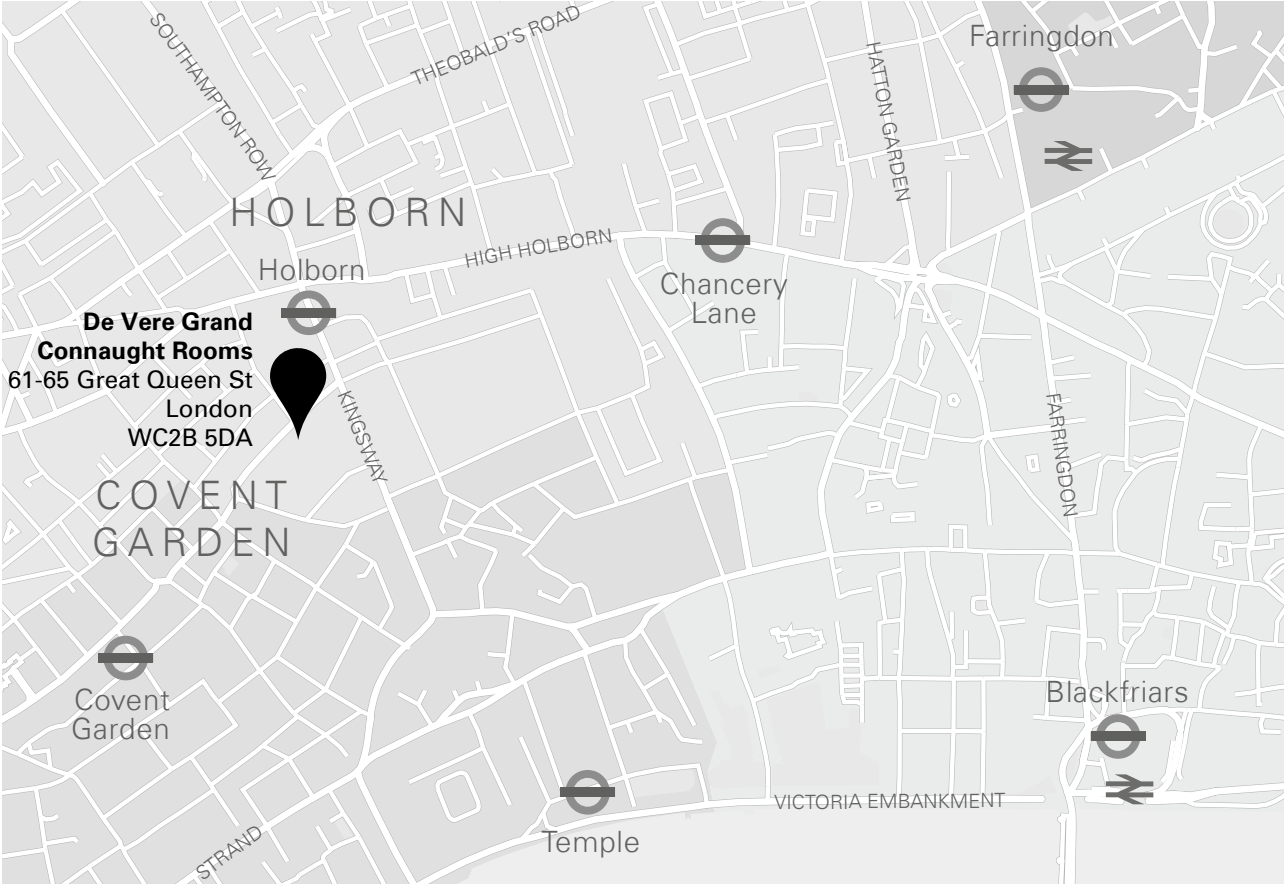 SOUTHAMPTON ROW
THEOBALD'S ROAD
HATTON GARDEN
Farringdon
HOLBORN
HIGH HOLBORN
Holborn
Chancery
Lane
De Vere Grand
Connaught Rooms
61-65 Great Queen St
London
WC2B 5DA
KINGSWAY
FARRINGDON
COVENT
GARDEN
Covent
Garden
Blackfriars
VICTORIA EMBANKMENT
Temple
STRAND